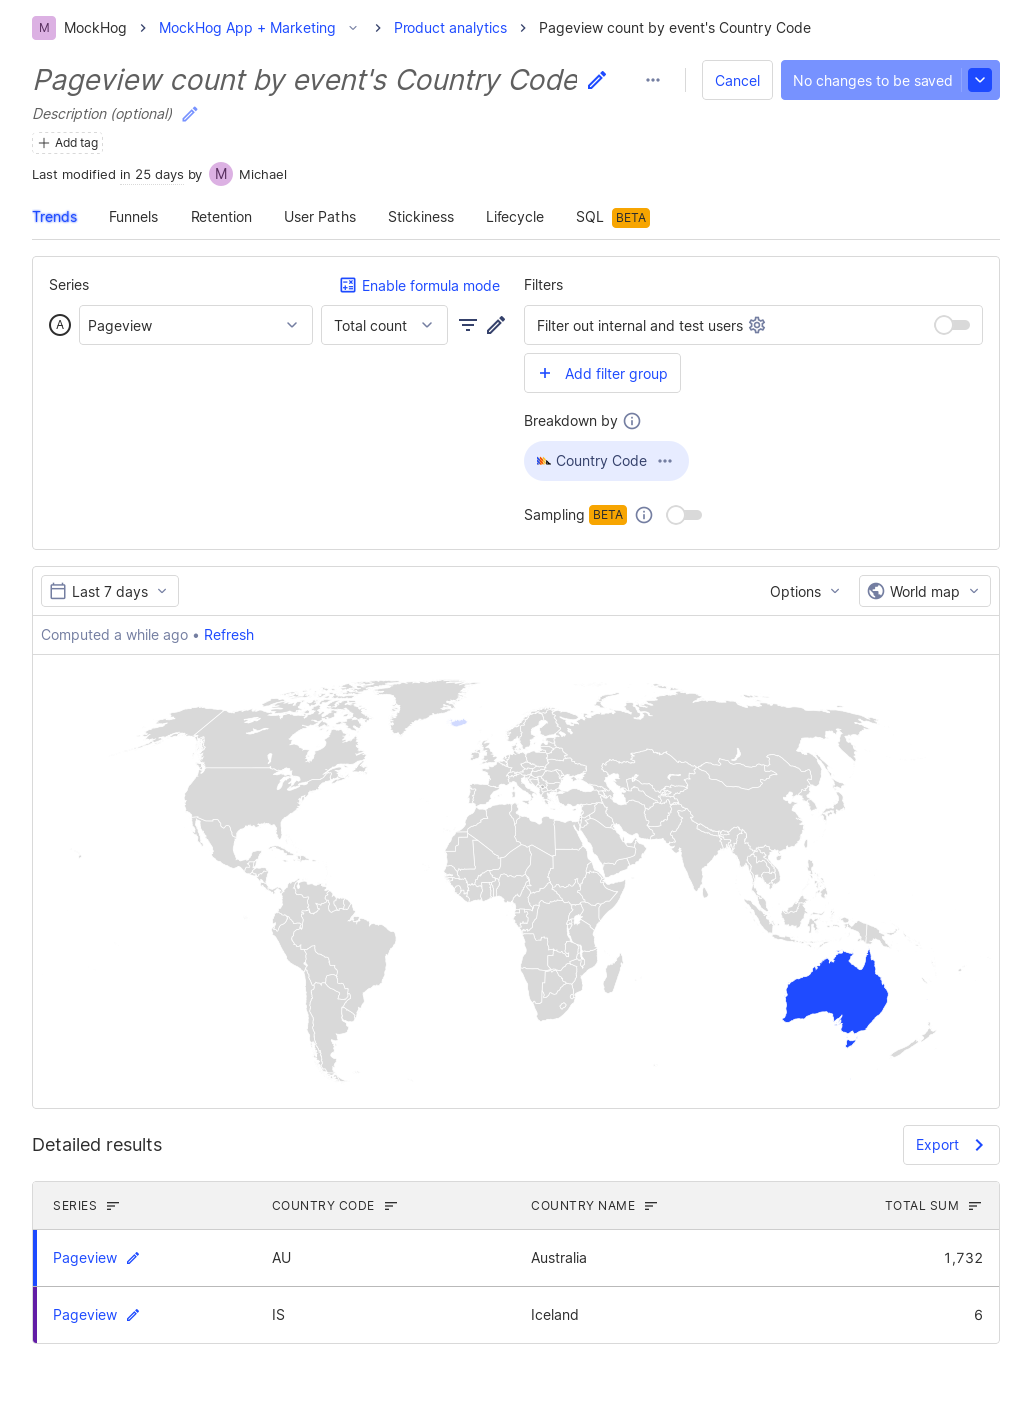 M MockHog MockHog App + Marketing Product analytics Pageview count by event's Country Code
Pageview count by event's Country Code Cancel No changes to be saved
Description (optional)
Add tag
Last modified in 25 days by M Michael
Trends Funnels Retention User Paths Stickiness Lifecycle SQL BETA
Series Enable formula mode Filters
A Pageview Total count Filter out internal and test users
+ Add filter group
Breakdown by
Country Code
Sampling BETA
Last 7 days Options World map
Computed a while ago • Refresh
Detailed results Export
SERIES COUNTRY CODE COUNTRY NAME TOTAL SUM
Pageview AU Australia 1,732
Pageview IS Iceland 6